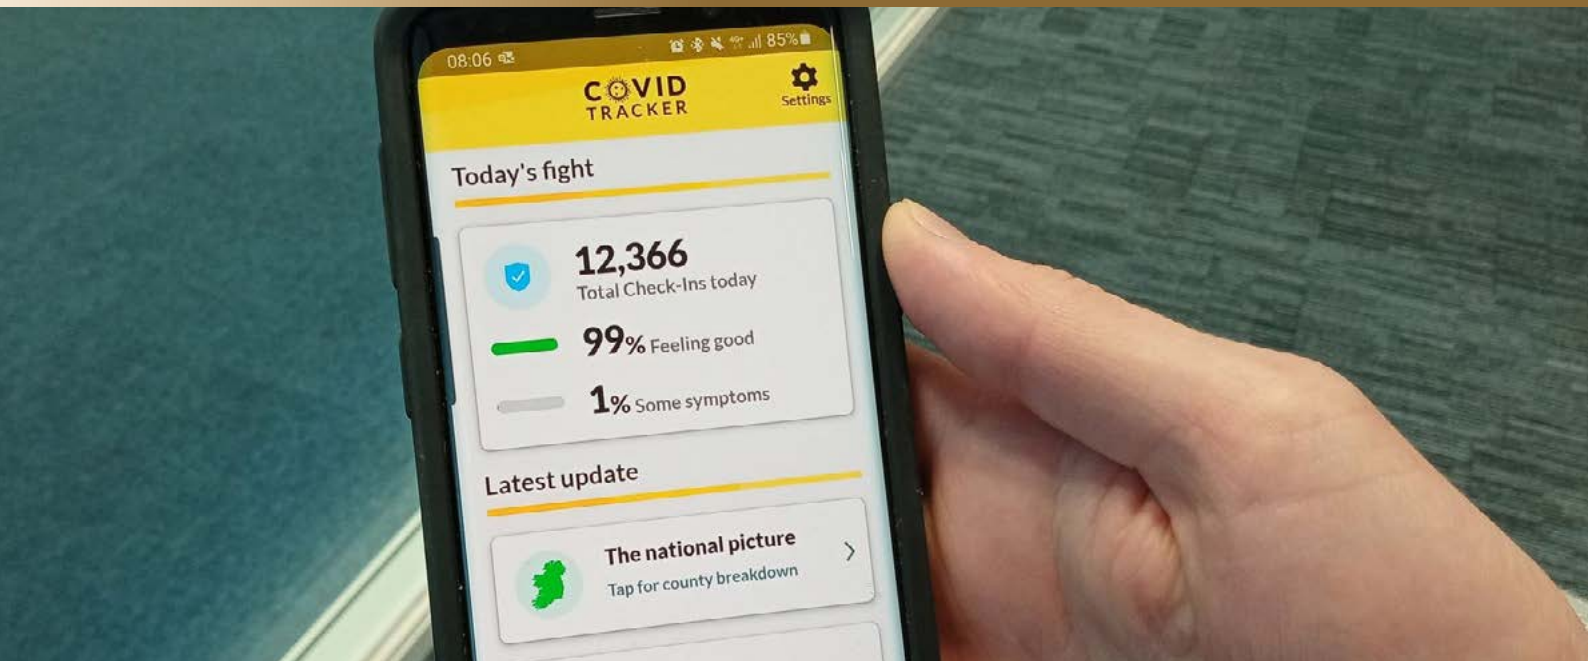 08:06
85%
COVID
TRACKER
Settings
Today's fight
12,366
Total Check-Ins today
99% Feeling good
1% Some symptoms
Latest update
The national picture
Tap for county breakdown